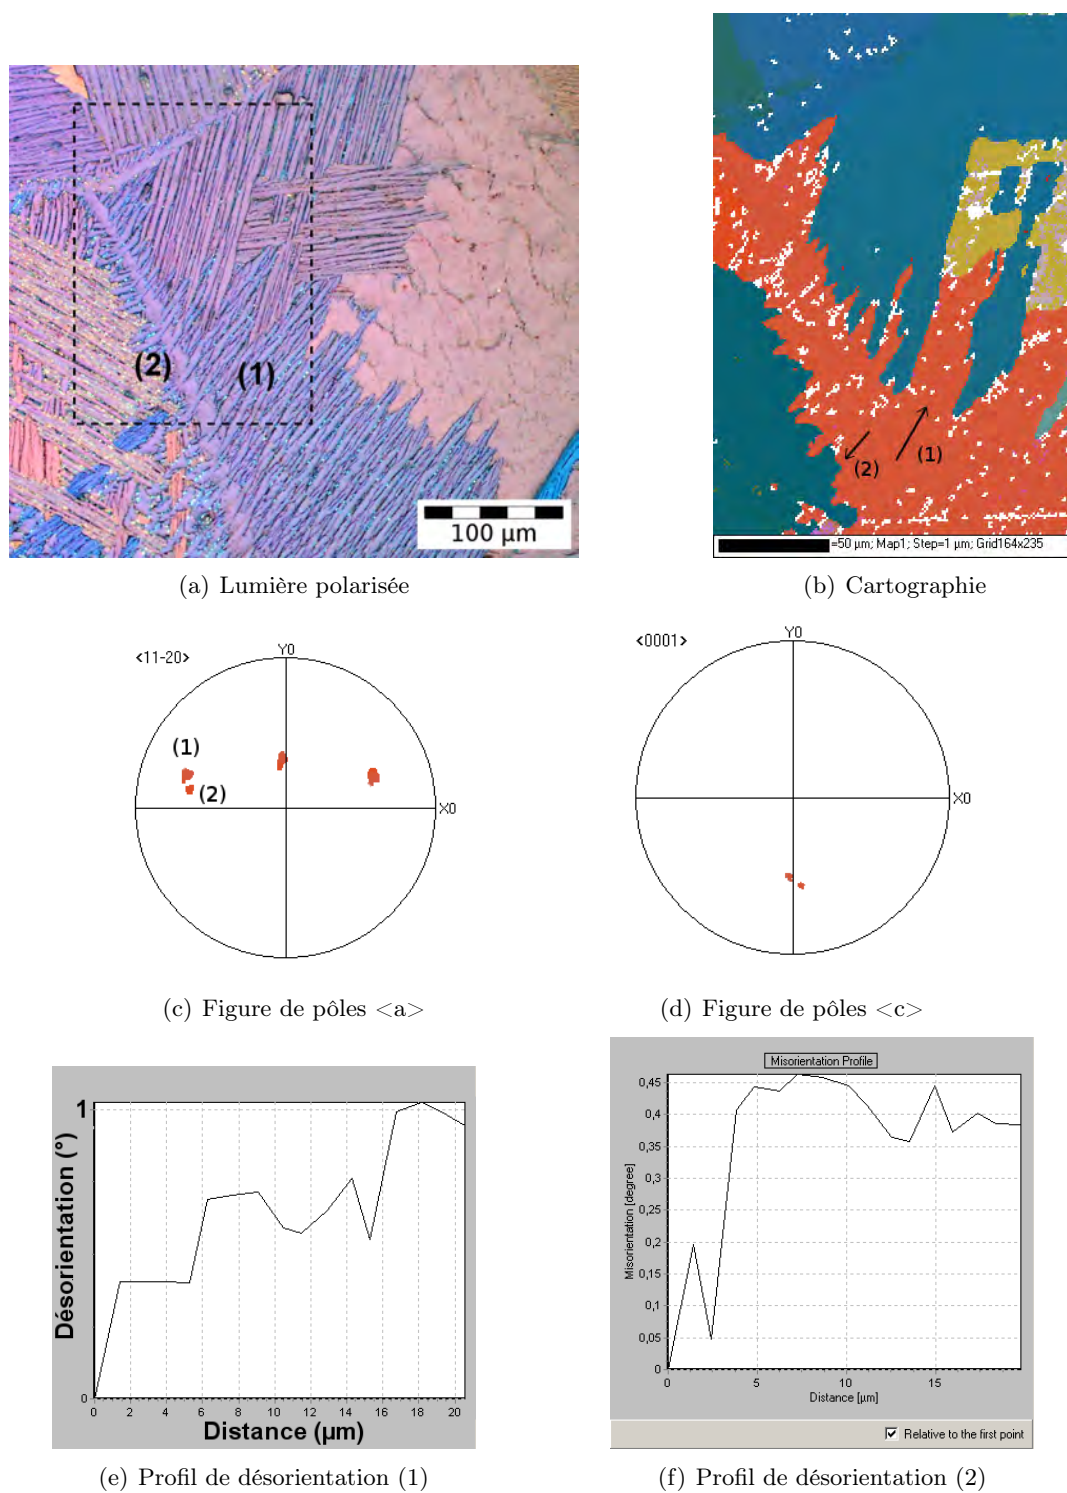 (2)
(1)
100 µm
(a) Lumière polarisée
(1)
(2)
=50 µm; Map1; Step=1 µm; Grid164x235
(b) Cartographie
<11-20>
Y0
(1)
(2)
X0
(c) Figure de pôles <a>
<0001>
Y0
X0
(d) Figure de pôles <c>
1
0
Désorientation (°)
0 2 4 6 8 10 12 14 16 18 20
Distance (µm)
(e) Profil de désorientation (1)
Misorientation Profile
0,45
0,4
0,35
0,3
0,25
0,2
0,15
0,1
0,05
0
Misorientation [degree]
0 5 10 15
Distance [µm]
Relative to the first point
(f) Profil de désorientation (2)